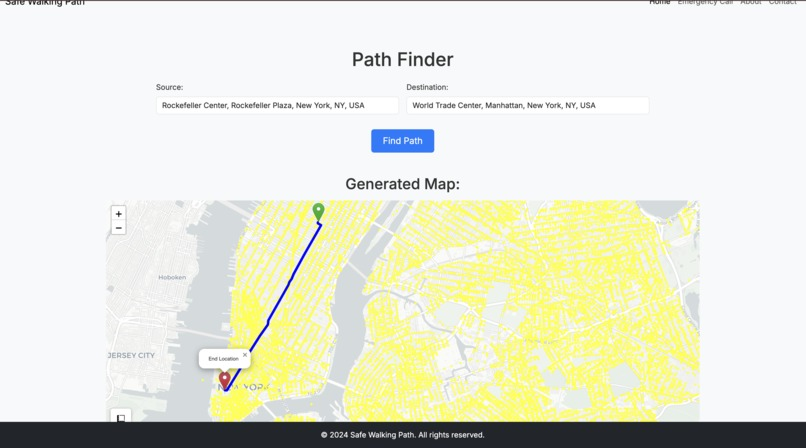 Safe Walking Path
Home Emergency Call About Contact
Path Finder
Source: Destination:
Rockefeller Center, Rockefeller Plaza, New York, NY, USA World Trade Center, Manhattan, New York, NY, USA
Find Path
Generated Map:
+
−
Hoboken
End Location ×
JERSEY CITY
NEW YORK
© 2024 Safe Walking Path. All rights reserved.